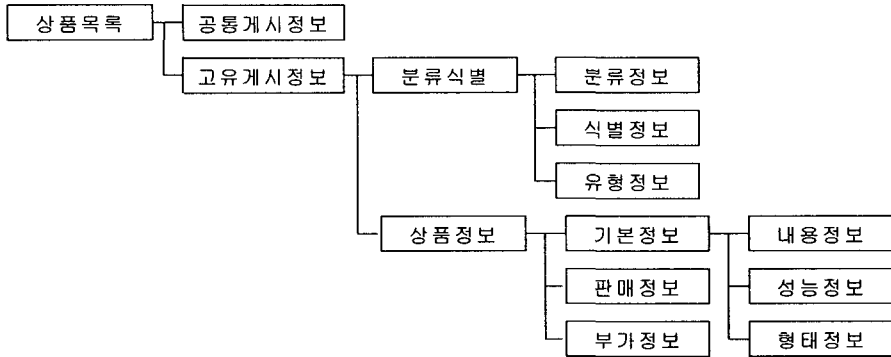 상품목록 공통게시정보
고유게시정보 분류식별 분류정보
식별정보
유형정보
상품정보 기본정보 내용정보
판매정보 성능정보
부가정보 형태정보